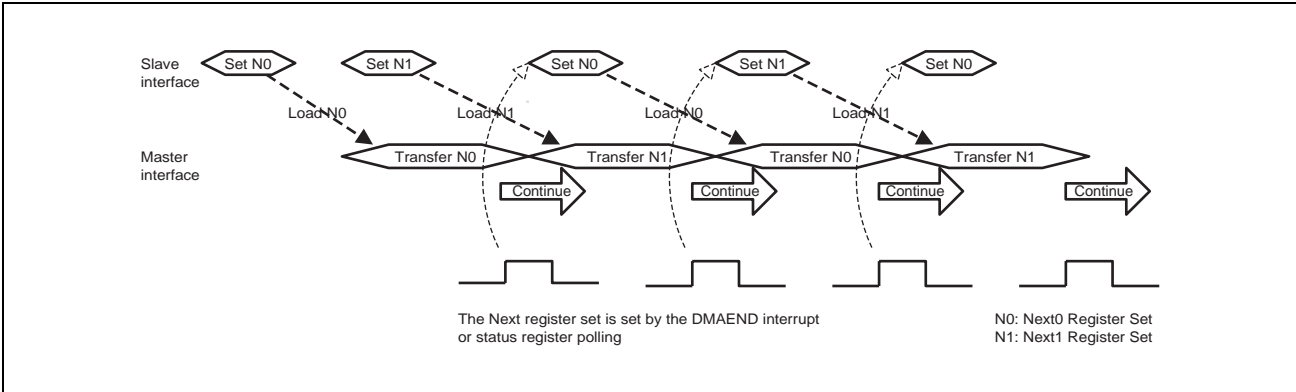 Slave
interface
Set N0
Set N1
Set N0
Set N1
Set N0
Load N0
Load N1
Load N0
Load N1
Master
interface
Transfer N0
Transfer N1
Transfer N0
Transfer N1
Continue
Continue
Continue
Continue
The Next register set is set by the DMAEND interrupt
or status register polling
N0: Next0 Register Set
N1: Next1 Register Set